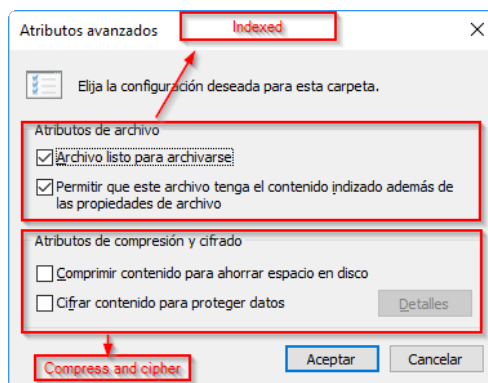 Atributos avanzados
Indexed
Elija la configuración deseada para esta carpeta.
Atributos de archivo
Archivo listo para archivarse
Permitir que este archivo tenga el contenido indizado además de
las propiedades de archivo
Atributos de compresión y cifrado
Comprimir contenido para ahorrar espacio en disco
Cifrar contenido para proteger datos
Detalles
Compress and cipher
Aceptar
Cancelar